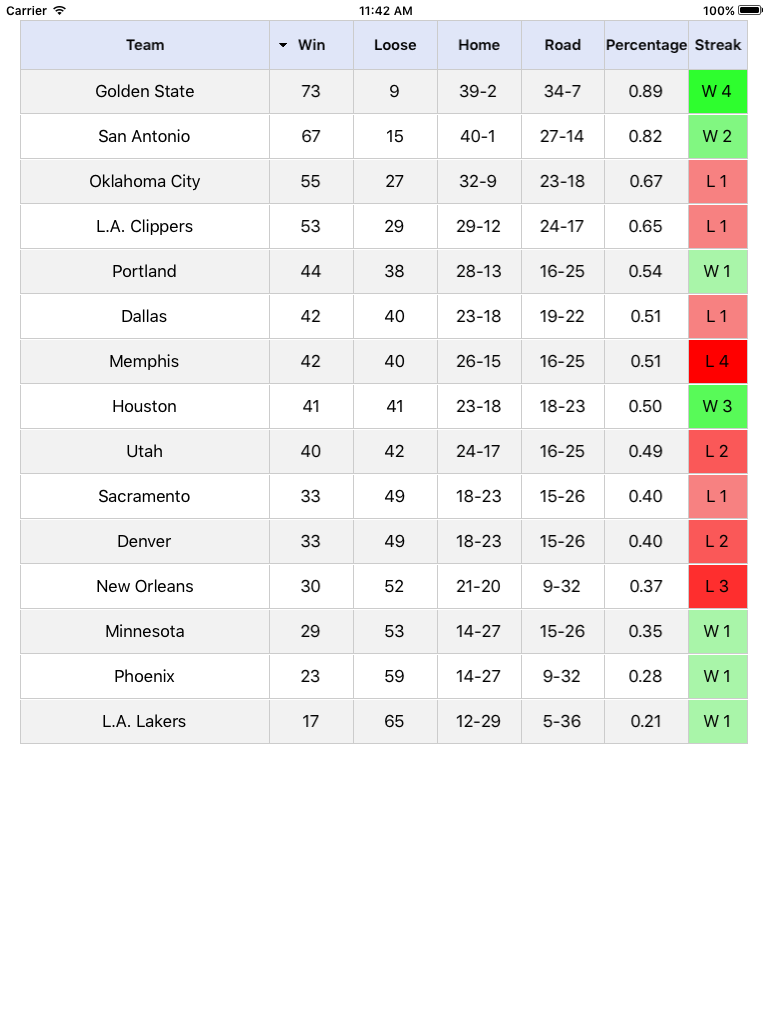 Carrier 11:42 AM 100%
Team Win Loose Home Road Percentage Streak
Golden State 73 9 39-2 34-7 0.89 W 4
San Antonio 67 15 40-1 27-14 0.82 W 2
Oklahoma City 55 27 32-9 23-18 0.67 L 1
L.A. Clippers 53 29 29-12 24-17 0.65 L 1
Portland 44 38 28-13 16-25 0.54 W 1
Dallas 42 40 23-18 19-22 0.51 L 1
Memphis 42 40 26-15 16-25 0.51 L 4
Houston 41 41 23-18 18-23 0.50 W 3
Utah 40 42 24-17 16-25 0.49 L 2
Sacramento 33 49 18-23 15-26 0.40 L 1
Denver 33 49 18-23 15-26 0.40 L 2
New Orleans 30 52 21-20 9-32 0.37 L 3
Minnesota 29 53 14-27 15-26 0.35 W 1
Phoenix 23 59 14-27 9-32 0.28 W 1
L.A. Lakers 17 65 12-29 5-36 0.21 W 1